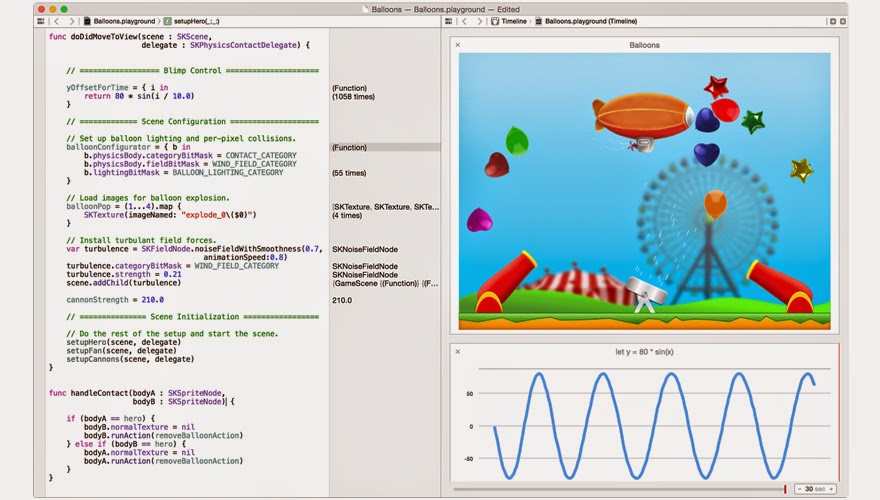 Balloons — Balloons.playground — Edited
Balloons.playground › setupHero(_:_:)
Timeline › Balloons.playground (Timeline)
func doDidMoveToView(scene : SKScene,
delegate : SKPhysicsContactDelegate) {
// ================== Blimp Control =====================
yOffsetForTime = { i in
return 80 * sin(i / 10.0)
}
// ============= Scene Configuration ====================
// Set up balloon lighting and per-pixel collisions.
balloonConfigurator = { b in
b.physicsBody.categoryBitMask = CONTACT_CATEGORY
b.physicsBody.fieldBitMask = WIND_FIELD_CATEGORY
b.lightingBitMask = BALLOON_LIGHTING_CATEGORY
}
// Load images for balloon explosion.
balloonPop = (1...4).map {
SKTexture(imageNamed: "explode_0\($0)")
}
// Install turbulent field forces.
var turbulence = SKFieldNode.noiseFieldWithSmoothness(0.7,
animationSpeed:0.8)
turbulence.categoryBitMask = WIND_FIELD_CATEGORY
turbulence.strength = 0.21
scene.addChild(turbulence)
cannonStrength = 210.0
// ============== Scene Initialization =================
// Do the rest of the setup and start the scene.
setupHero(scene, delegate)
setupFan(scene, delegate)
setupCannons(scene, delegate)
}
func handleContact(bodyA : SKSpriteNode,
bodyB : SKSpriteNode) {
if (bodyA == hero) {
bodyB.normalTexture = nil
bodyB.runAction(removeBalloonAction)
} else if (bodyB == hero) {
bodyA.normalTexture = nil
bodyA.runAction(removeBalloonAction)
}
}
(Function)
(1058 times)
(Function)
(55 times)
[SKTexture, SKTexture, SKTe...
(4 times)
SKNoiseFieldNode
SKNoiseFieldNode
SKNoiseFieldNode
{GameScene {(Function)} {(F...
210.0
Balloons
let y = 80 * sin(x)
50
0
-50
- 30 sec +